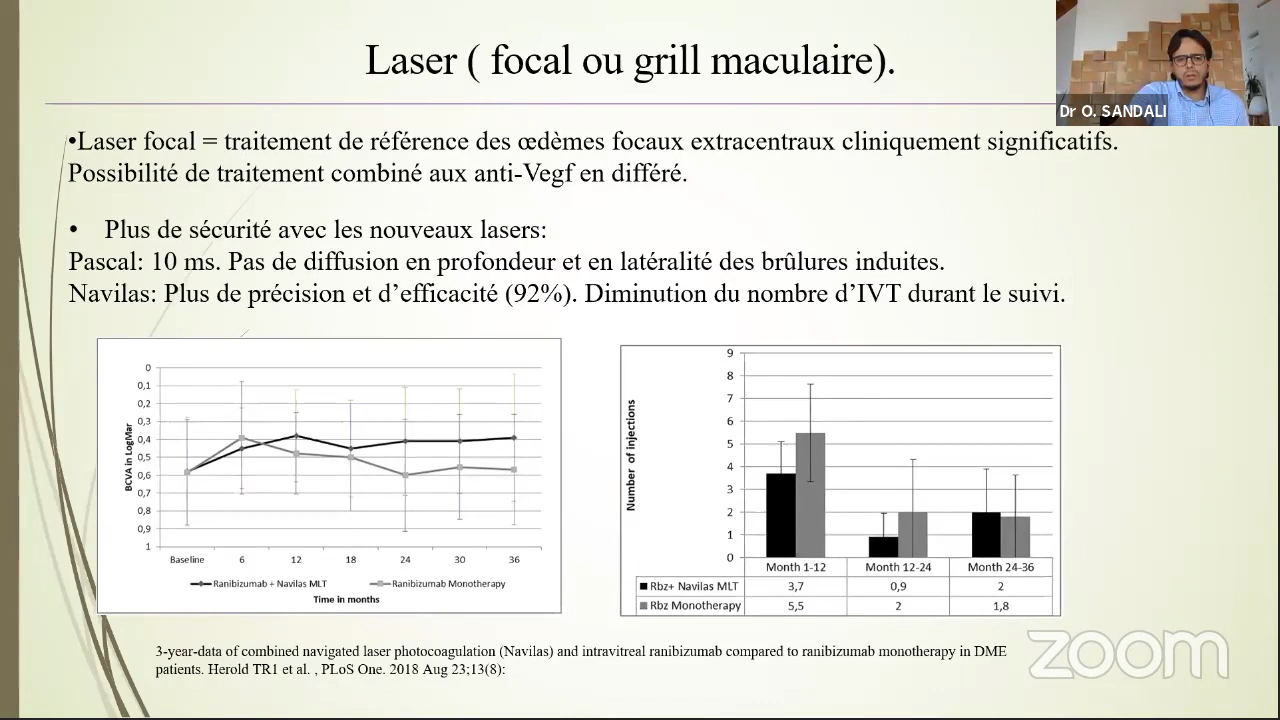 Laser ( focal ou grill maculaire).
Dr O. SANDALI
•Laser focal = traitement de référence des œdèmes focaux extracentraux cliniquement significatifs.
Possibilité de traitement combiné aux anti-Vegf en différé.
• Plus de sécurité avec les nouveaux lasers:
Pascal: 10 ms. Pas de diffusion en profondeur et en latéralité des brûlures induites.
Navilas: Plus de précision et d’efficacité (92%). Diminution du nombre d’IVT durant le suivi.
BCVA in LogMar
0
0,1
0,2
0,3
0,4
0,5
0,6
0,7
0,8
0,9
1
Baseline 6 12 18 24 30 36
Ranibizumab + Navilas MLT Ranibizumab Monotherapy
Time in months
Number of Injections
9
8
7
6
5
4
3
2
1
0
Month 1-12 Month 12-24 Month 24-36
Rbz+ Navilas MLT 3,7 0,9 2
Rbz Monotherapy 5,5 2 1,8
3-year-data of combined navigated laser photocoagulation (Navilas) and intravitreal ranibizumab compared to ranibizumab monotherapy in DME
patients. Herold TR1 et al. , PLoS One. 2018 Aug 23;13(8):
zoom